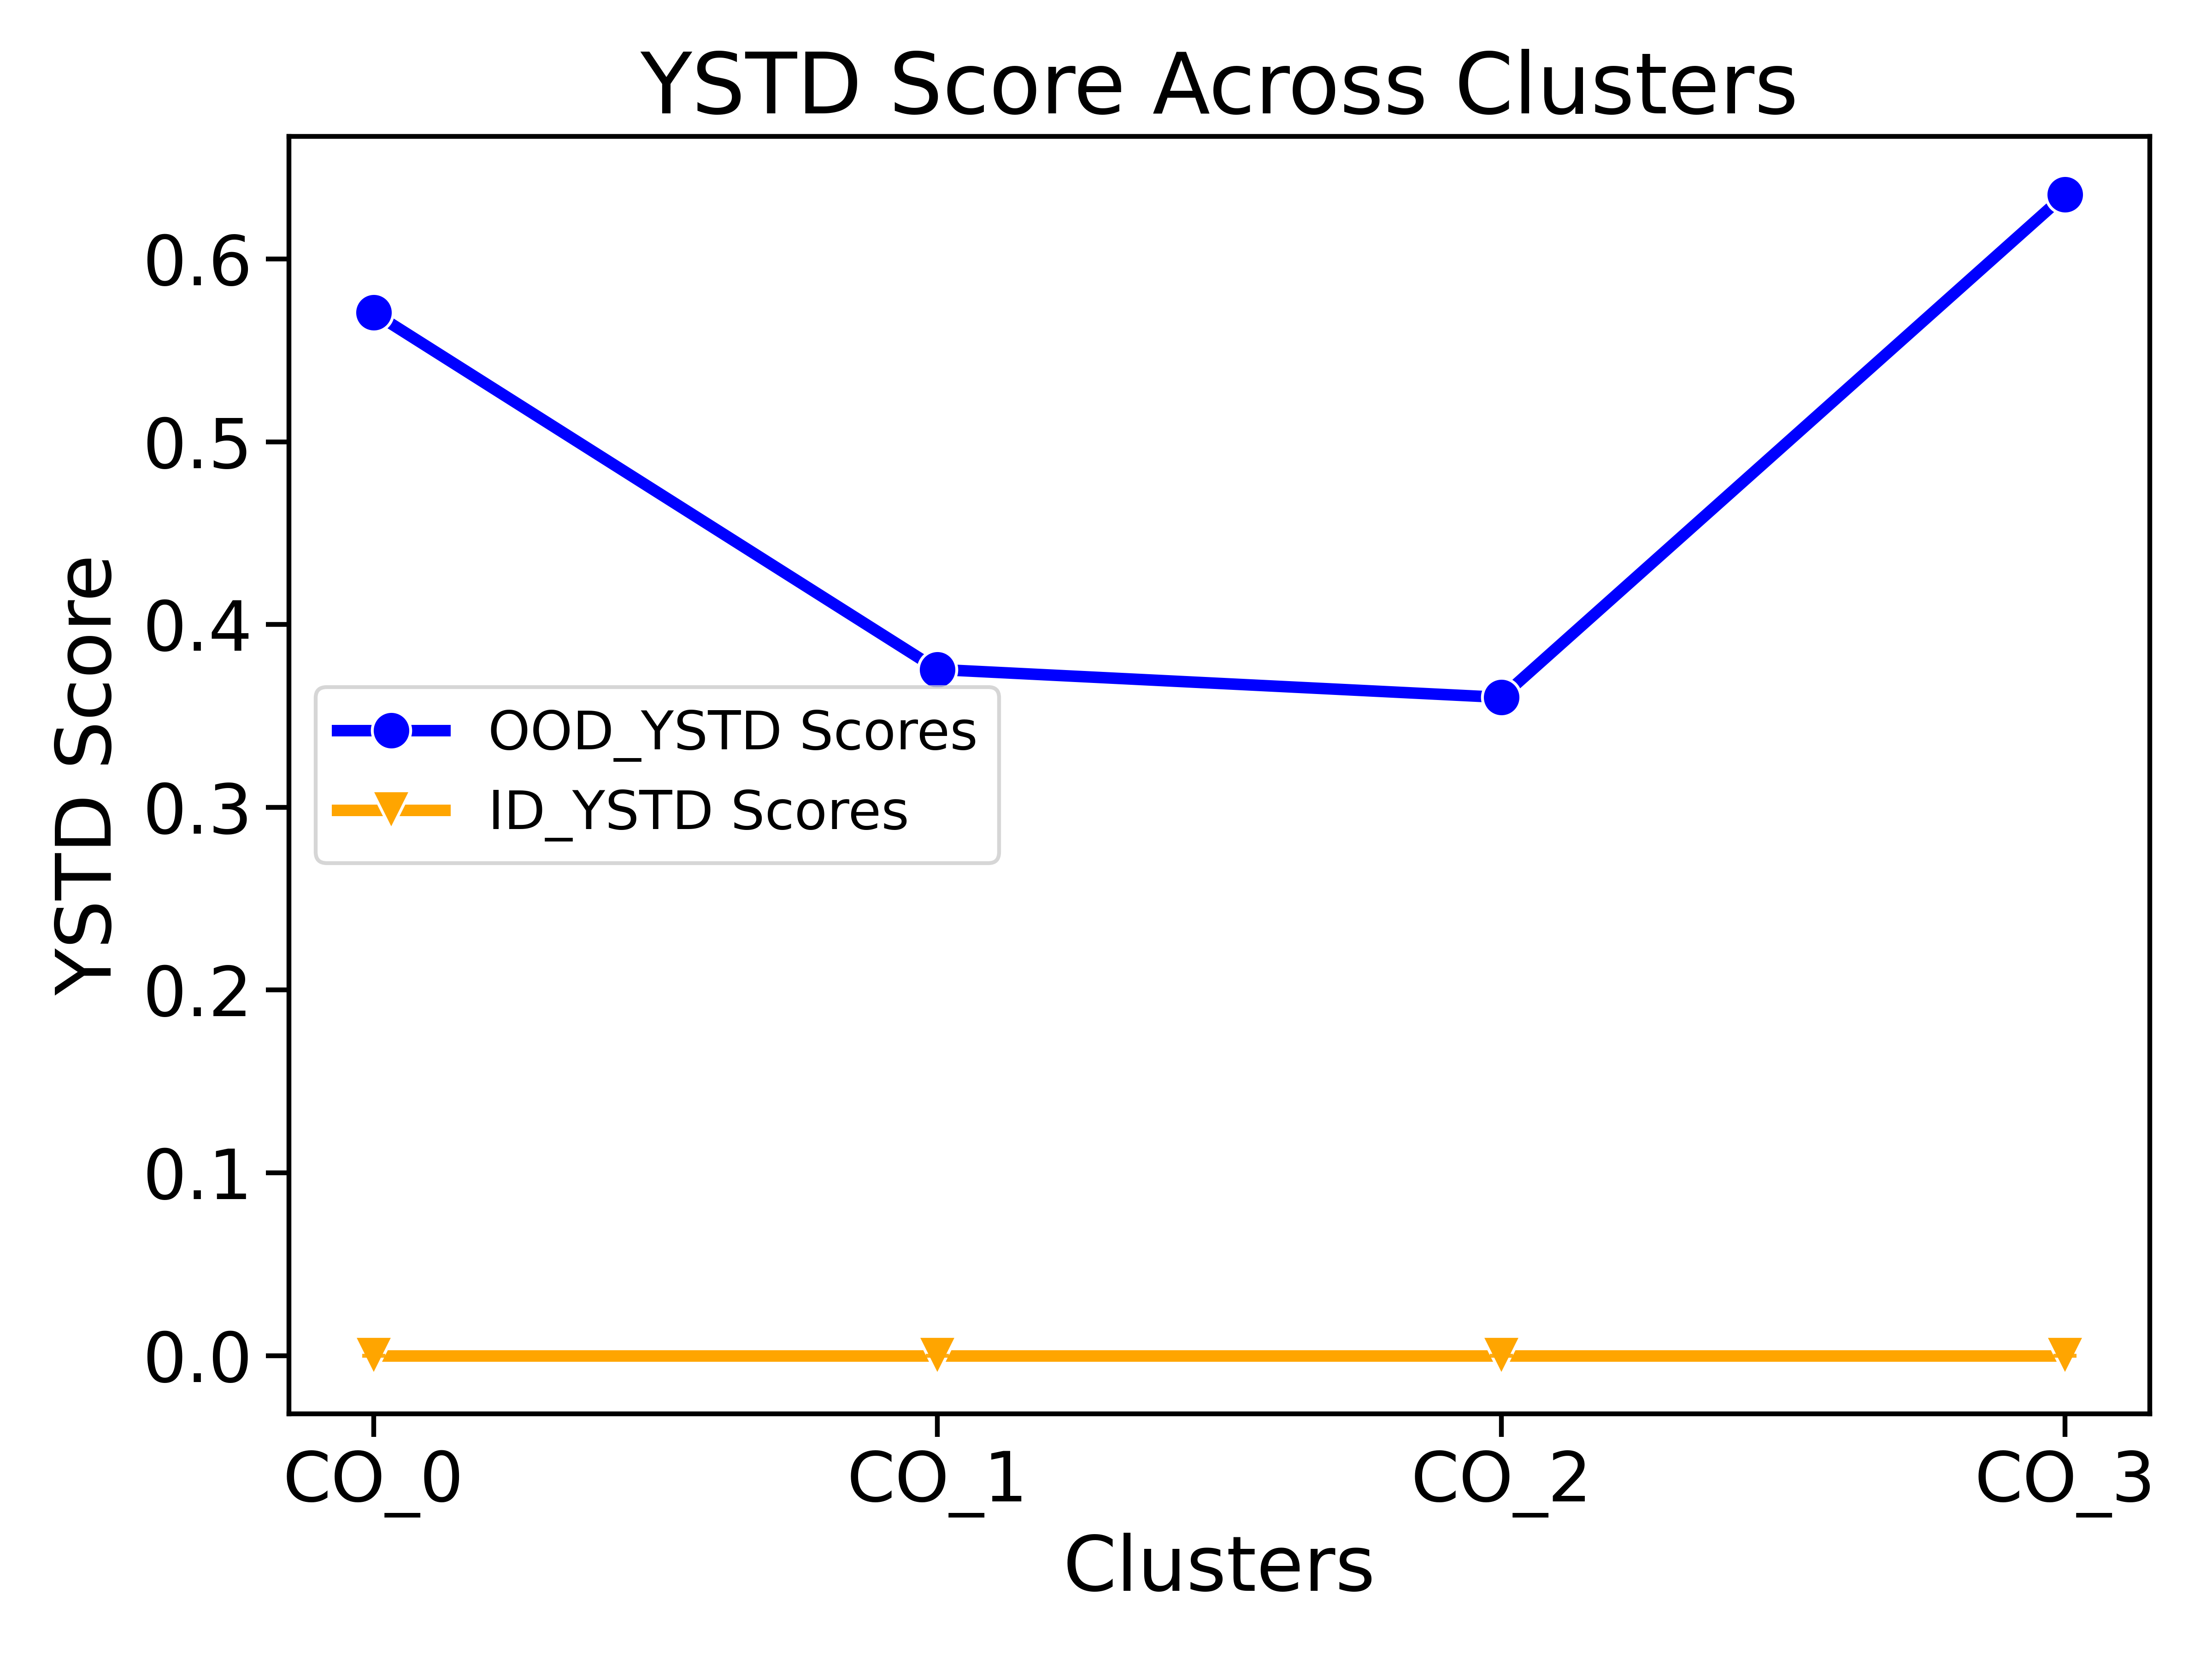 YSTD Score Across Clusters
YSTD Score
0.6
0.5
0.4
0.3
0.2
0.1
0.0
OOD_YSTD Scores
ID_YSTD Scores
CO_0
CO_1
CO_2
CO_3
Clusters